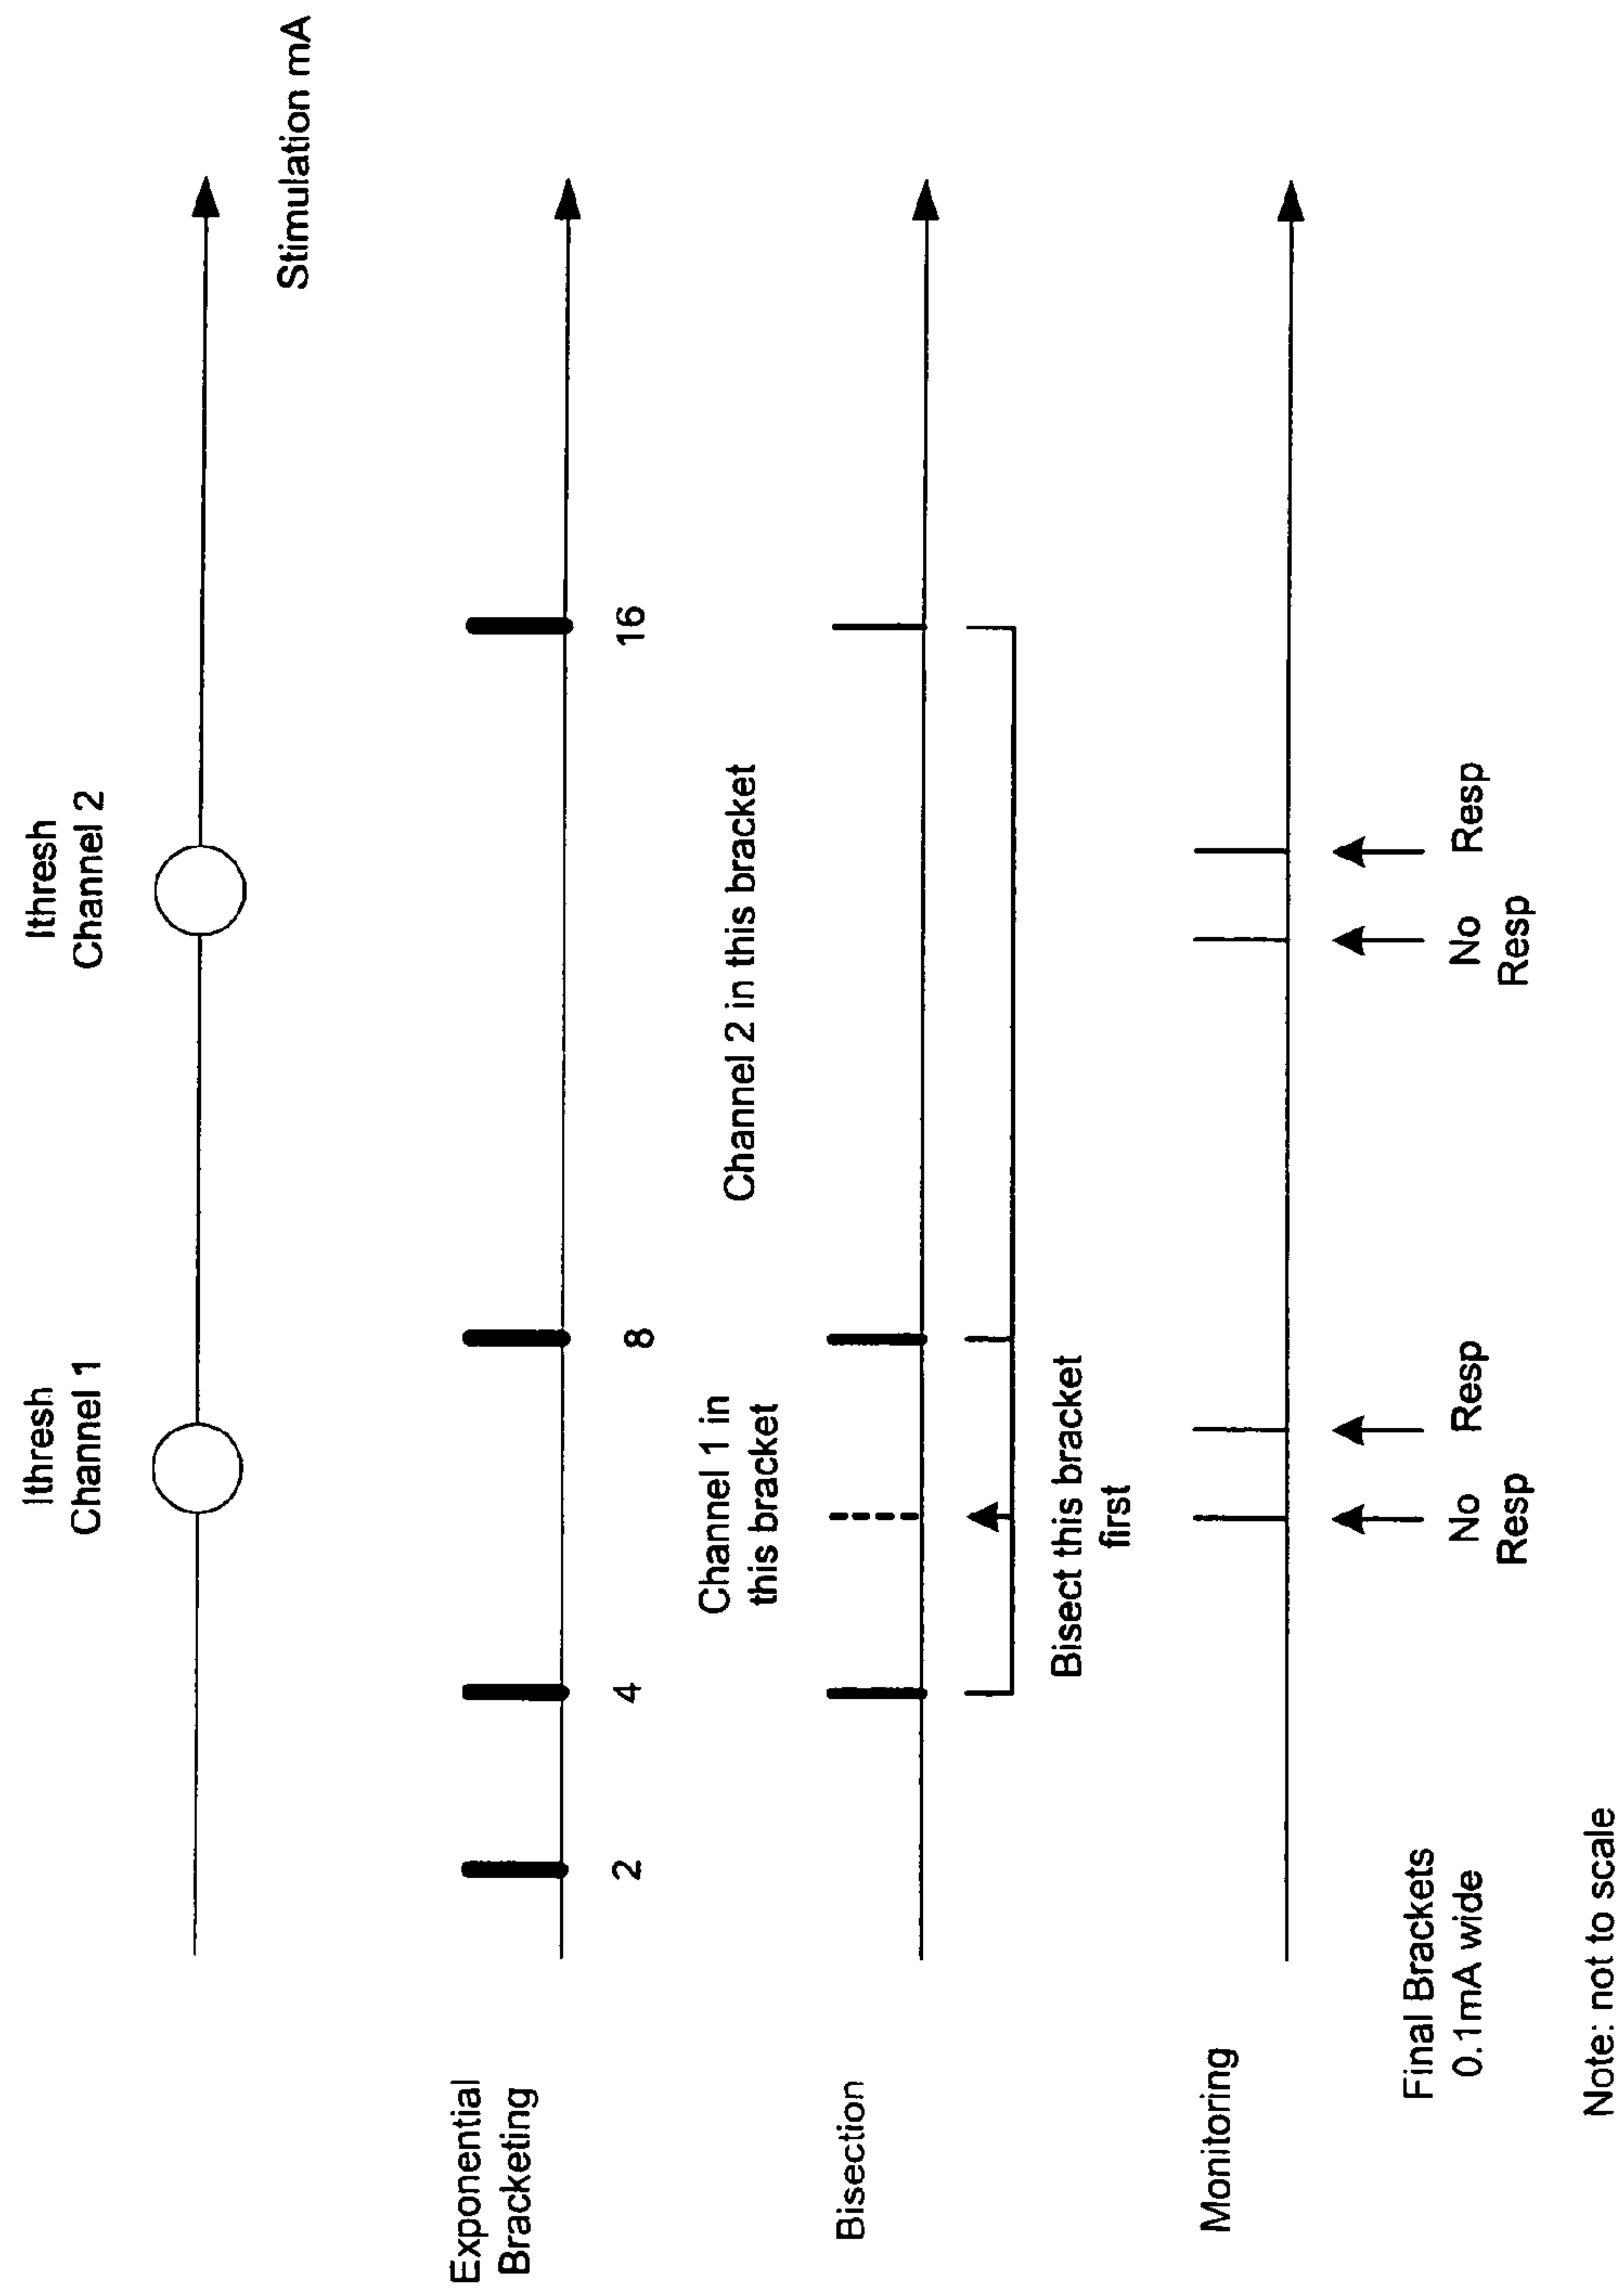 Ithresh
Channel 1
Ithresh
Channel 2
Stimulation mA
Exponential
Bracketing
2
4
8
16
Channel 1 in
this bracket
Channel 2 in this bracket
Bisection
Bisect this bracket
first
Monitoring
No
Resp
Resp
No
Resp
Resp
Final Brackets
0.1mA wide
Note: not to scale